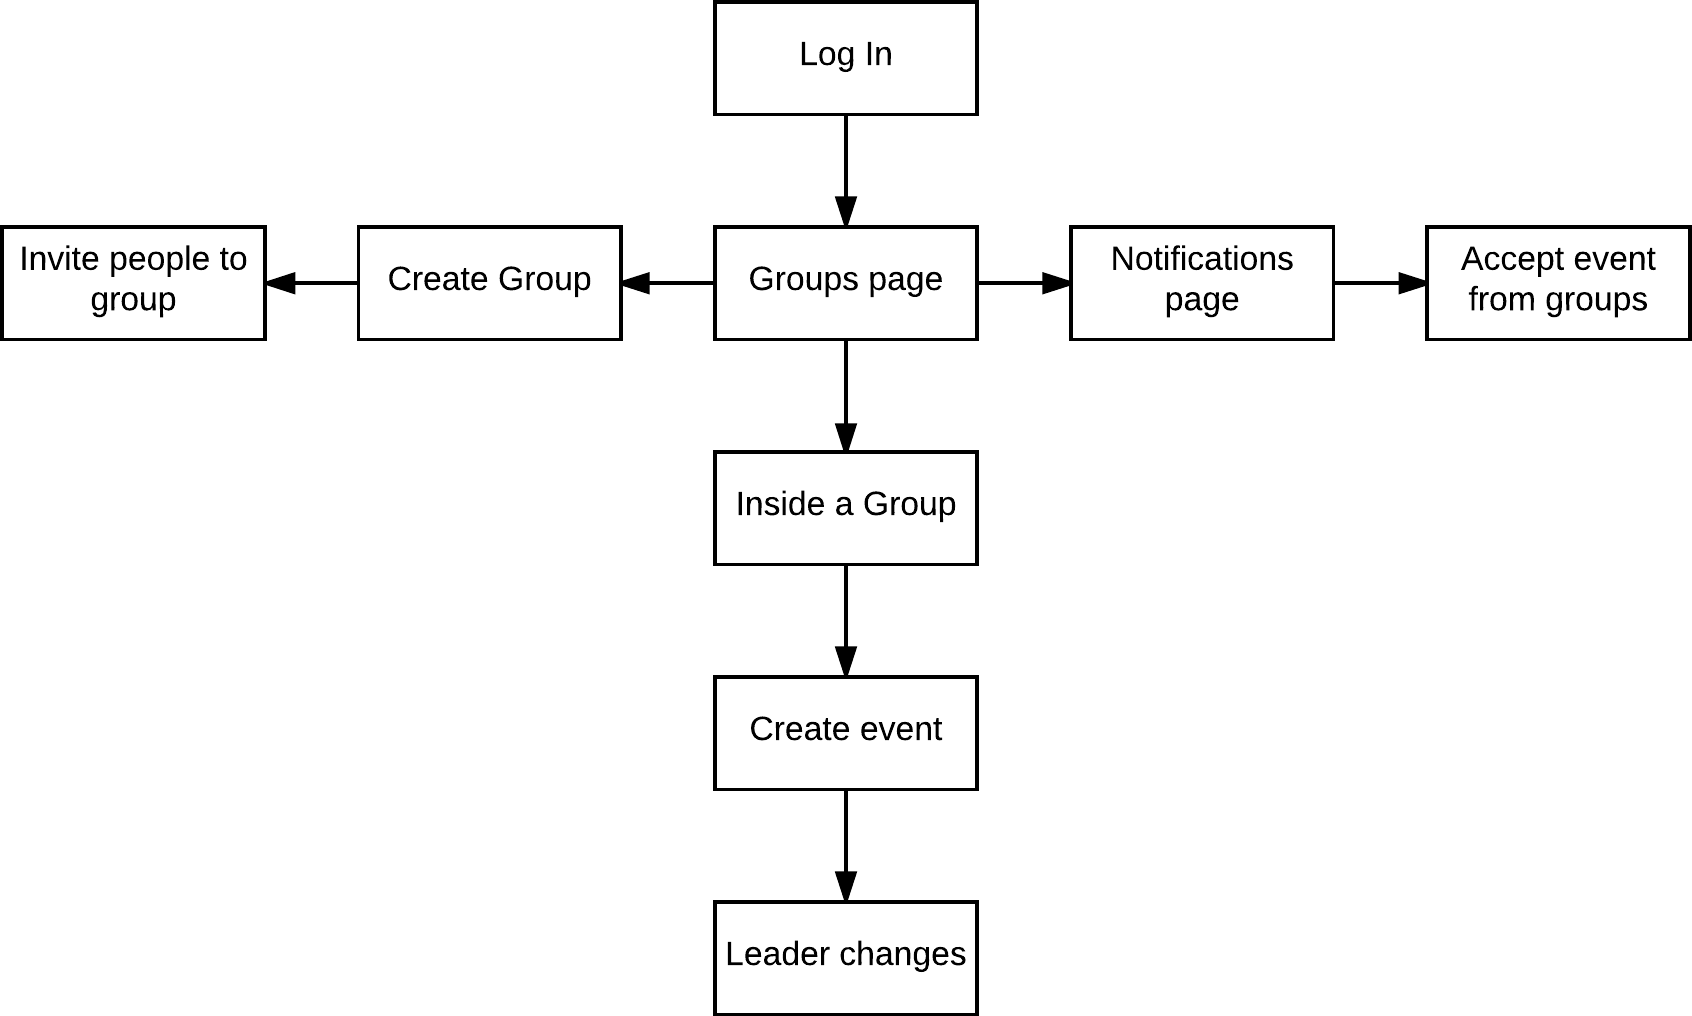 Log In
Invite people to
group
Create Group
Groups page
Notifications
page
Accept event
from groups
Inside a Group
Create event
Leader changes